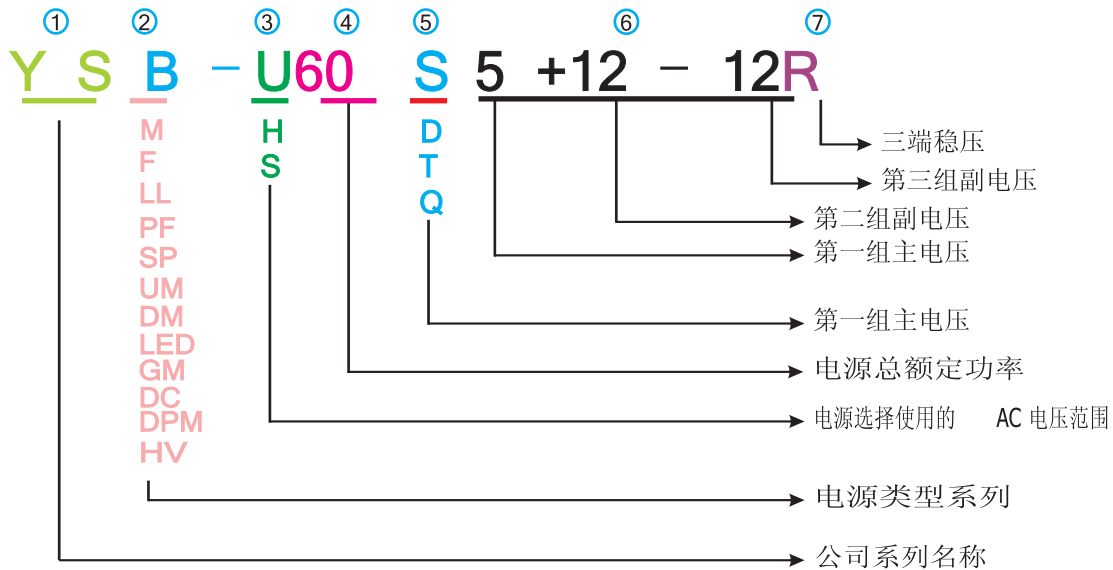 ① ② ③ ④ ⑤ ⑥ ⑦
YS B - U60 S 5 +12 - 12R
M H D
F S T
LL Q
PF
SP
UM
DM
LED
GM
DC
DPM
HV
三端稳压
第三组副电压
第二组副电压
第一组主电压
第一组主电压
电源总额定功率
电源选择使用的 AC 电压范围
电源类型系列
公司系列名称